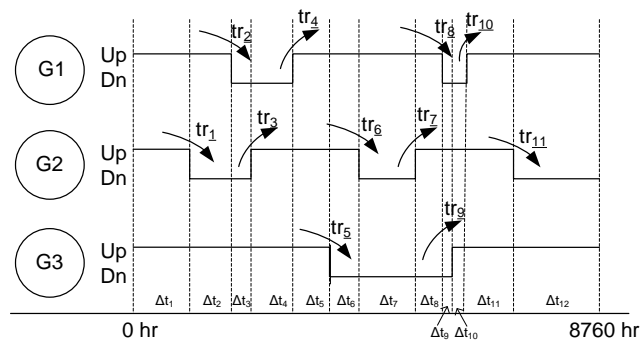 tr2 tr4 tr8 tr10
G1 Up
Dn
tr1 tr3 tr6 tr7 tr11
G2 Up
Dn
tr5 tr9
G3 Up
Dn
Δt1 Δt2 Δt3 Δt4 Δt5 Δt6 Δt7 Δt8 Δt11 Δt12
Δt9 Δt10
0 hr 8760 hr